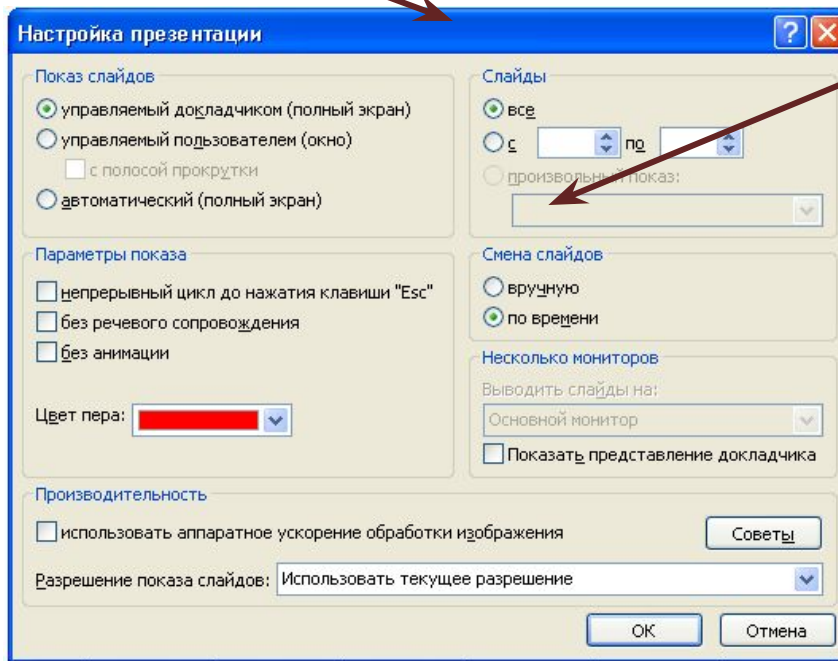 Настройка презентации
Показ слайдов
управляемый докладчиком (полный экран)
управляемый пользователем (окно)
с полосой прокрутки
автоматический (полный экран)
Слайды
все
с по
произвольный показ:
Параметры показа
непрерывный цикл до нажатия клавиши "Esc"
без речевого сопровождения
без анимации
Цвет пера:
Смена слайдов
вручную
по времени
Несколько мониторов
Выводить слайды на:
Основной монитор
Показать представление докладчика
Производительность
использовать аппаратное ускорение обработки изображения
Советы
Разрешение показа слайдов: Использовать текущее разрешение
ОК Отмена